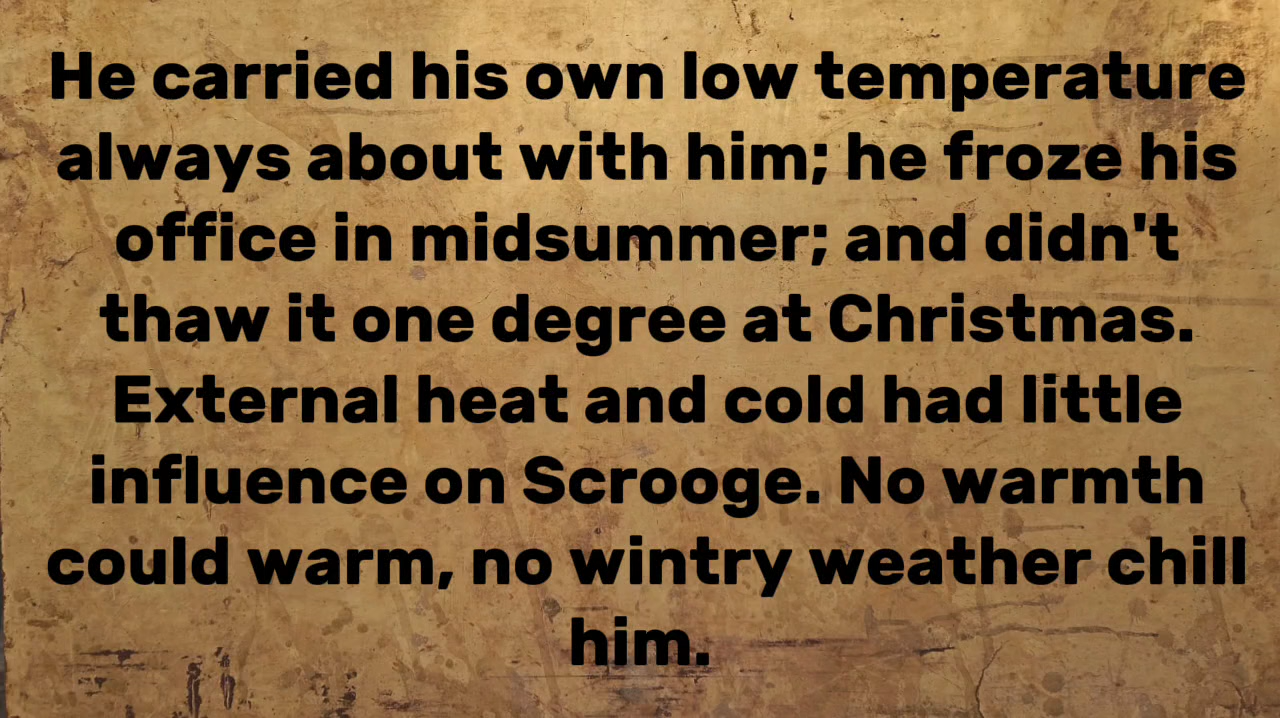 He carried his own low temperature
always about with him; he froze his
office in midsummer; and didn't
thaw it one degree at Christmas.
External heat and cold had little
influence on Scrooge. No warmth
could warm, no wintry weather chill
him.